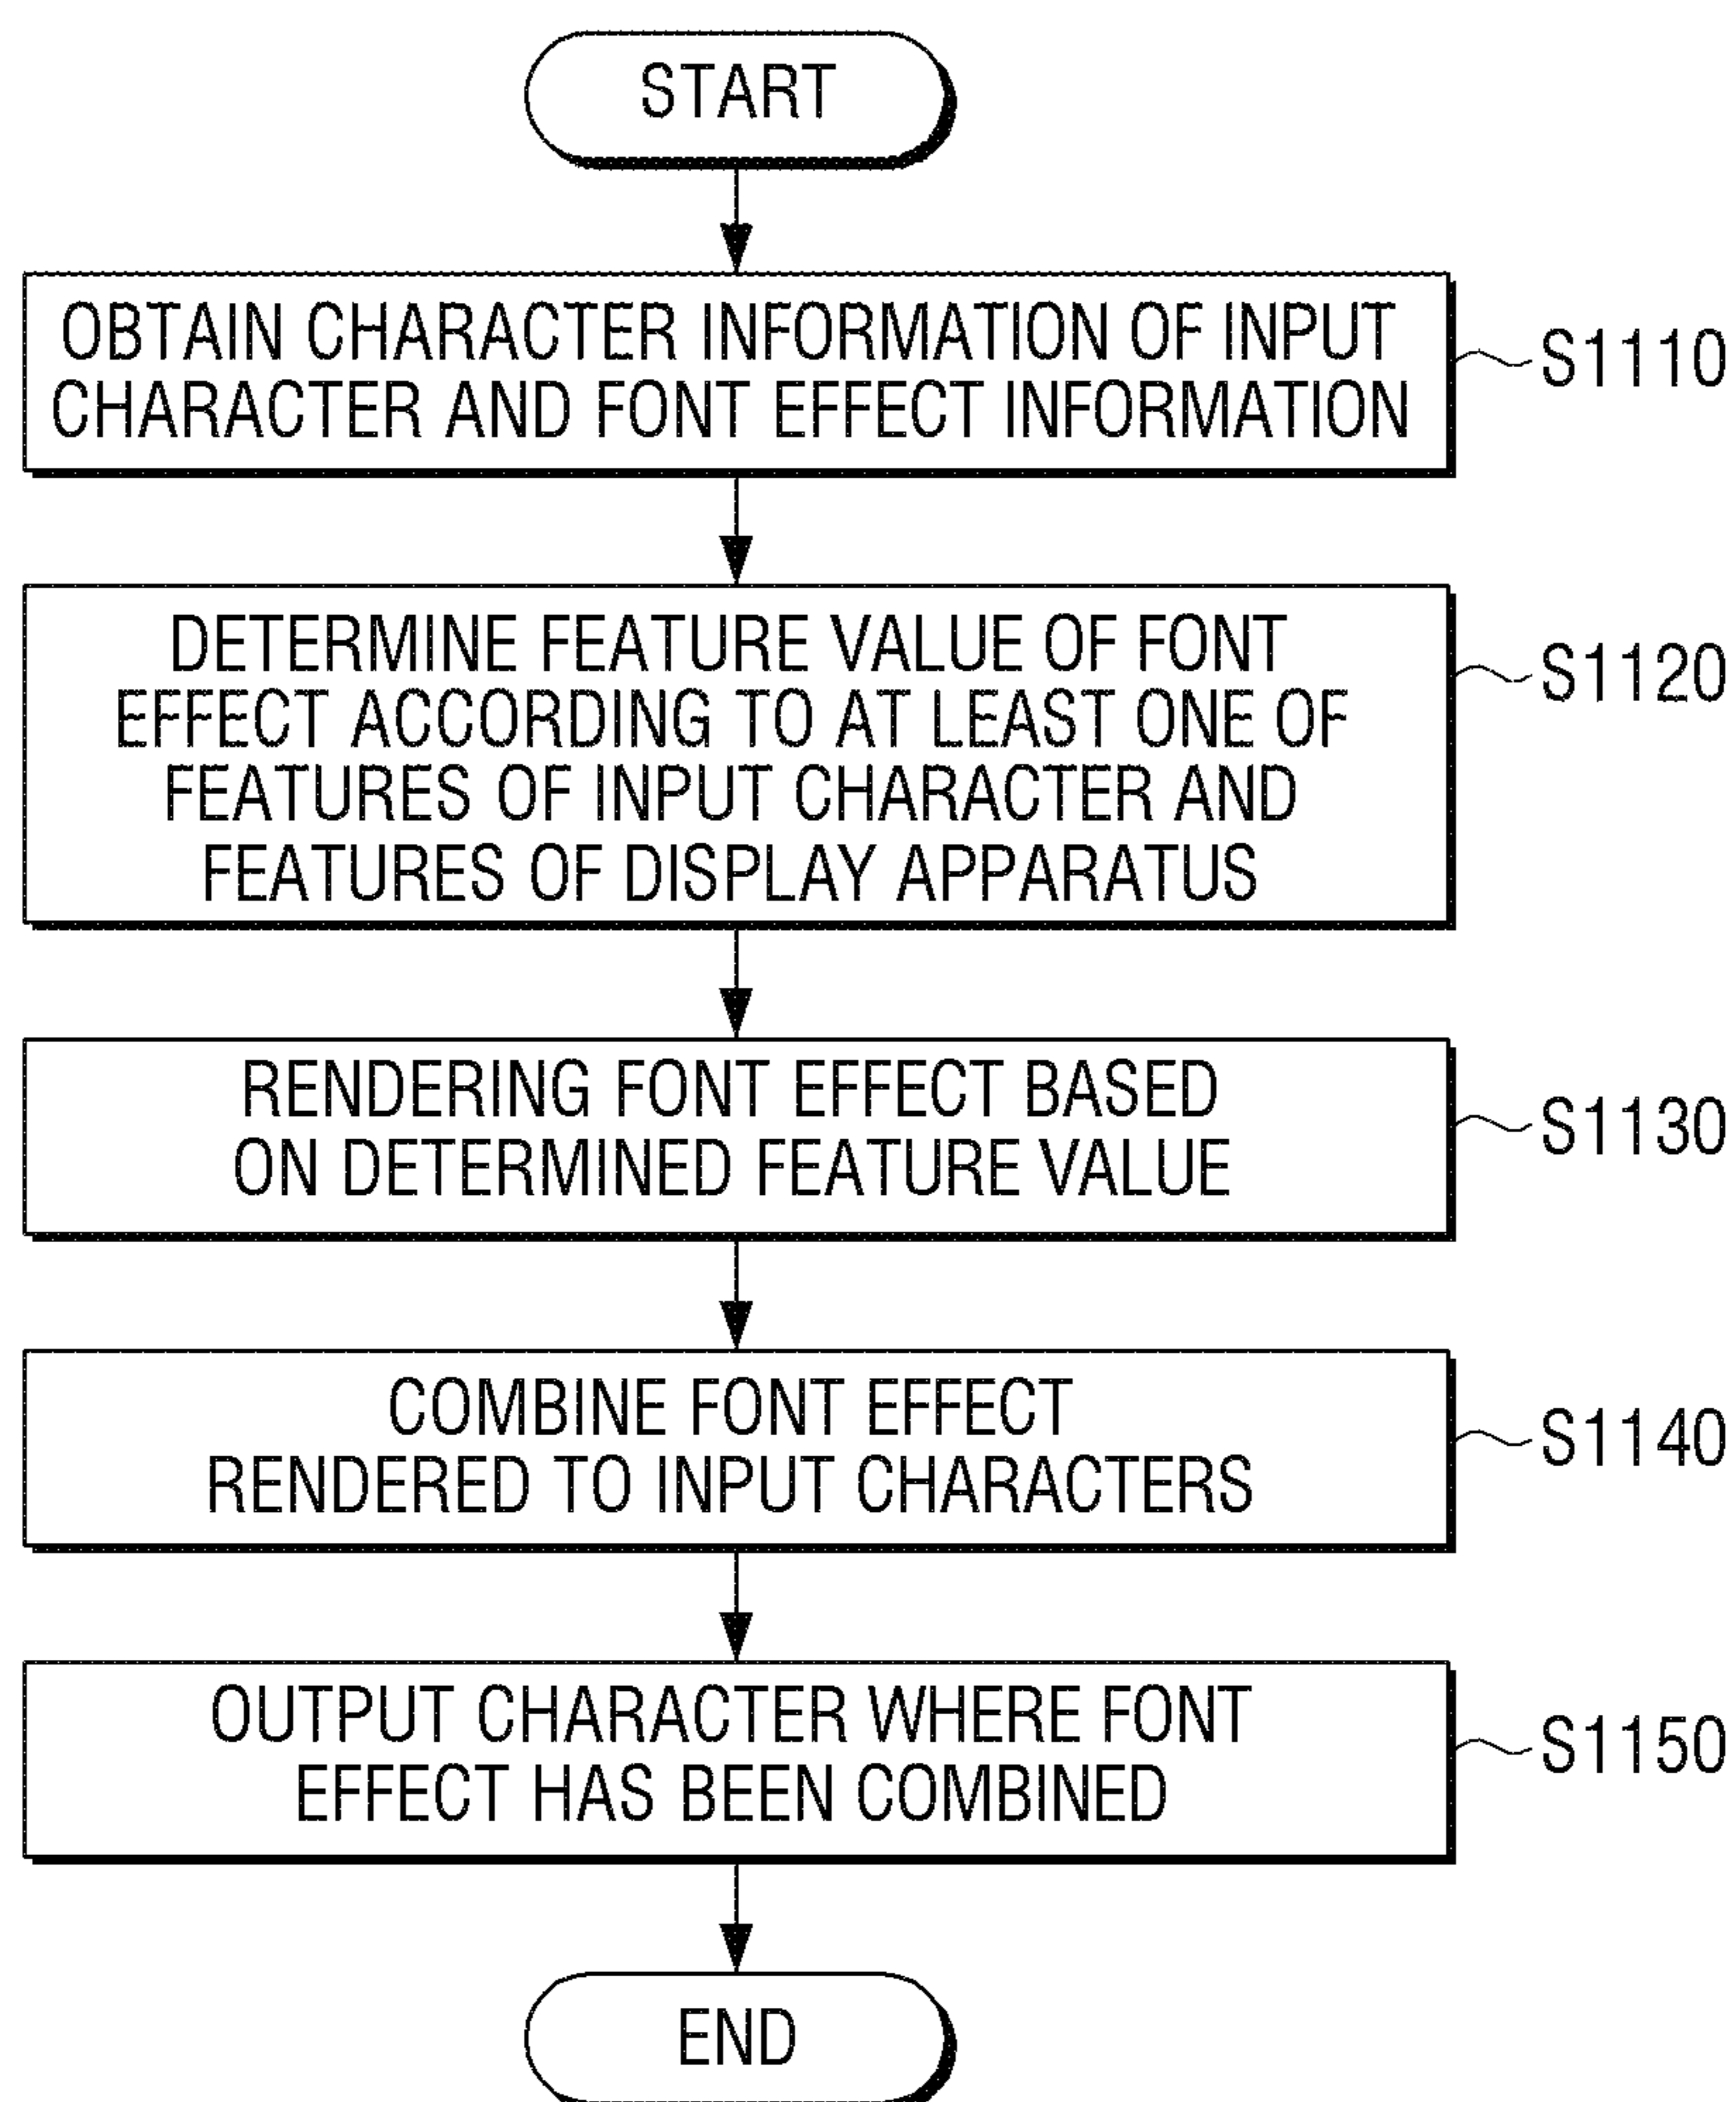 START
OBTAIN CHARACTER INFORMATION OF INPUT
CHARACTER AND FONT EFFECT INFORMATION
S1110
DETERMINE FEATURE VALUE OF FONT
EFFECT ACCORDING TO AT LEAST ONE OF
FEATURES OF INPUT CHARACTER AND
FEATURES OF DISPLAY APPARATUS
S1120
RENDERING FONT EFFECT BASED
ON DETERMINED FEATURE VALUE
S1130
COMBINE FONT EFFECT
RENDERED TO INPUT CHARACTERS
S1140
OUTPUT CHARACTER WHERE FONT
EFFECT HAS BEEN COMBINED
S1150
END